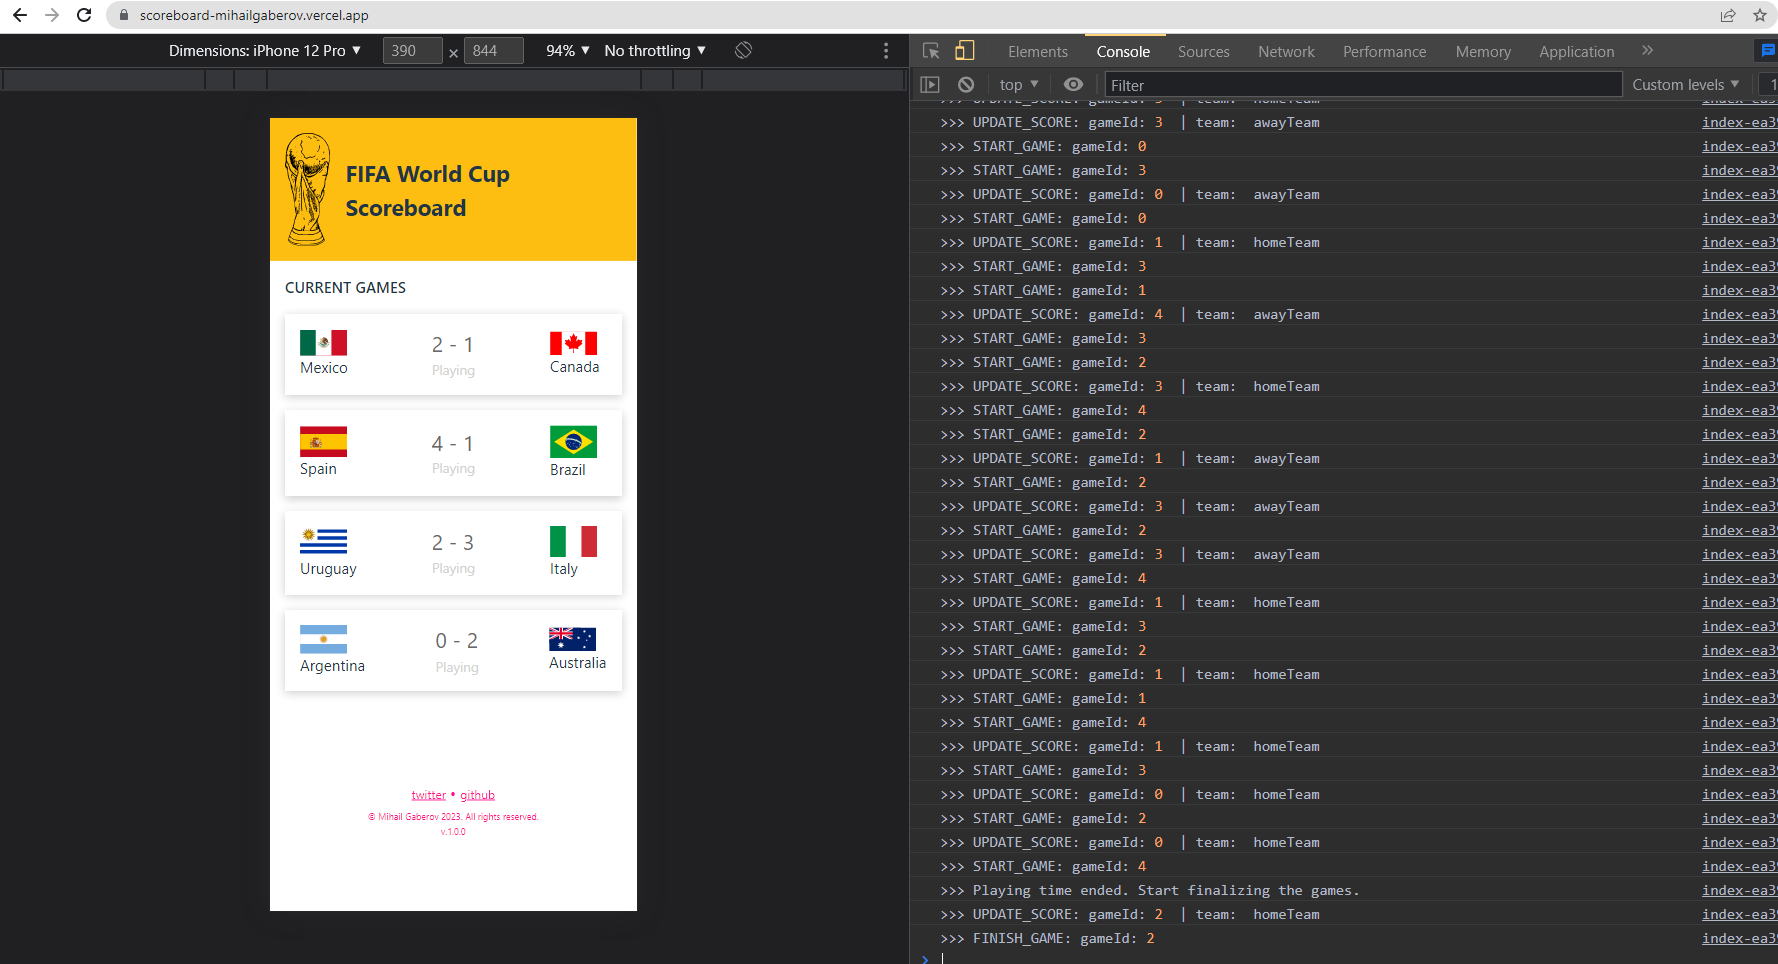 scoreboard-mihailgaberov.vercel.app
Dimensions: iPhone 12 Pro ▼ 390 × 844 94% ▼ No throttling ▼
FIFA World Cup
Scoreboard
CURRENT GAMES
2 - 1
Mexico Playing Canada
4 - 1
Spain Playing Brazil
2 - 3
Uruguay Playing Italy
0 - 2
Argentina Playing Australia
twitter • github
© Mihail Gaberov 2023. All rights reserved.
v.1.0.0
Elements Console Sources Network Performance Memory Application »
top ▼ Filter Custom levels ▼ 1
>>> UPDATE_SCORE: gameId: 3 | team: awayTeam index-ea3
>>> START_GAME: gameId: 0 index-ea3
>>> START_GAME: gameId: 3 index-ea3
>>> UPDATE_SCORE: gameId: 0 | team: awayTeam index-ea3
>>> START_GAME: gameId: 0 index-ea3
>>> UPDATE_SCORE: gameId: 1 | team: homeTeam index-ea3
>>> START_GAME: gameId: 3 index-ea3
>>> START_GAME: gameId: 1 index-ea3
>>> UPDATE_SCORE: gameId: 4 | team: awayTeam index-ea3
>>> START_GAME: gameId: 3 index-ea3
>>> START_GAME: gameId: 2 index-ea3
>>> UPDATE_SCORE: gameId: 3 | team: homeTeam index-ea3
>>> START_GAME: gameId: 4 index-ea3
>>> START_GAME: gameId: 2 index-ea3
>>> UPDATE_SCORE: gameId: 1 | team: awayTeam index-ea3
>>> START_GAME: gameId: 2 index-ea3
>>> UPDATE_SCORE: gameId: 3 | team: awayTeam index-ea3
>>> START_GAME: gameId: 2 index-ea3
>>> UPDATE_SCORE: gameId: 3 | team: awayTeam index-ea3
>>> START_GAME: gameId: 4 index-ea3
>>> UPDATE_SCORE: gameId: 1 | team: homeTeam index-ea3
>>> START_GAME: gameId: 3 index-ea3
>>> START_GAME: gameId: 2 index-ea3
>>> UPDATE_SCORE: gameId: 1 | team: homeTeam index-ea3
>>> START_GAME: gameId: 1 index-ea3
>>> START_GAME: gameId: 4 index-ea3
>>> UPDATE_SCORE: gameId: 1 | team: homeTeam index-ea3
>>> START_GAME: gameId: 3 index-ea3
>>> UPDATE_SCORE: gameId: 0 | team: homeTeam index-ea3
>>> START_GAME: gameId: 2 index-ea3
>>> UPDATE_SCORE: gameId: 0 | team: homeTeam index-ea3
>>> START_GAME: gameId: 4 index-ea3
>>> Playing time ended. Start finalizing the games. index-ea3
>>> UPDATE_SCORE: gameId: 2 | team: homeTeam index-ea3
>>> FINISH_GAME: gameId: 2 index-ea3